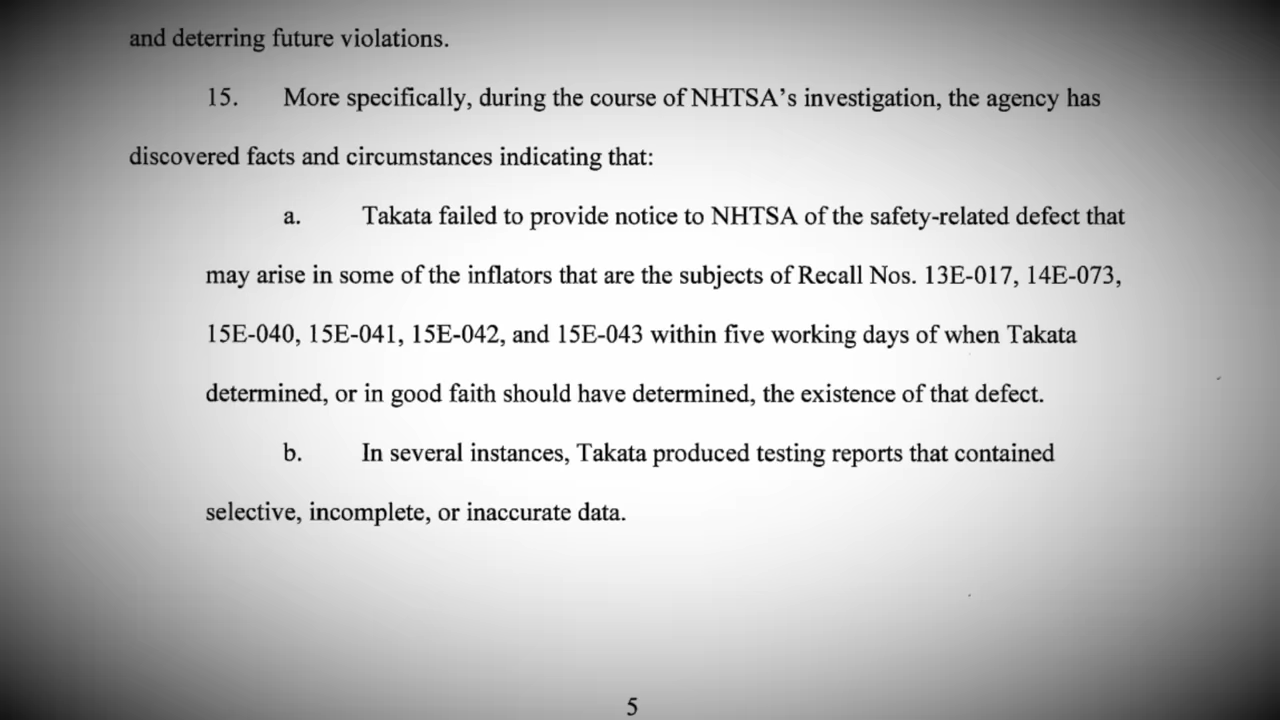 and deterring future violations.
15. More specifically, during the course of NHTSA's investigation, the agency has
discovered facts and circumstances indicating that:
a. Takata failed to provide notice to NHTSA of the safety-related defect that
may arise in some of the inflators that are the subjects of Recall Nos. 13E-017, 14E-073,
15E-040, 15E-041, 15E-042, and 15E-043 within five working days of when Takata
determined, or in good faith should have determined, the existence of that defect.
b. In several instances, Takata produced testing reports that contained
selective, incomplete, or inaccurate data.
5